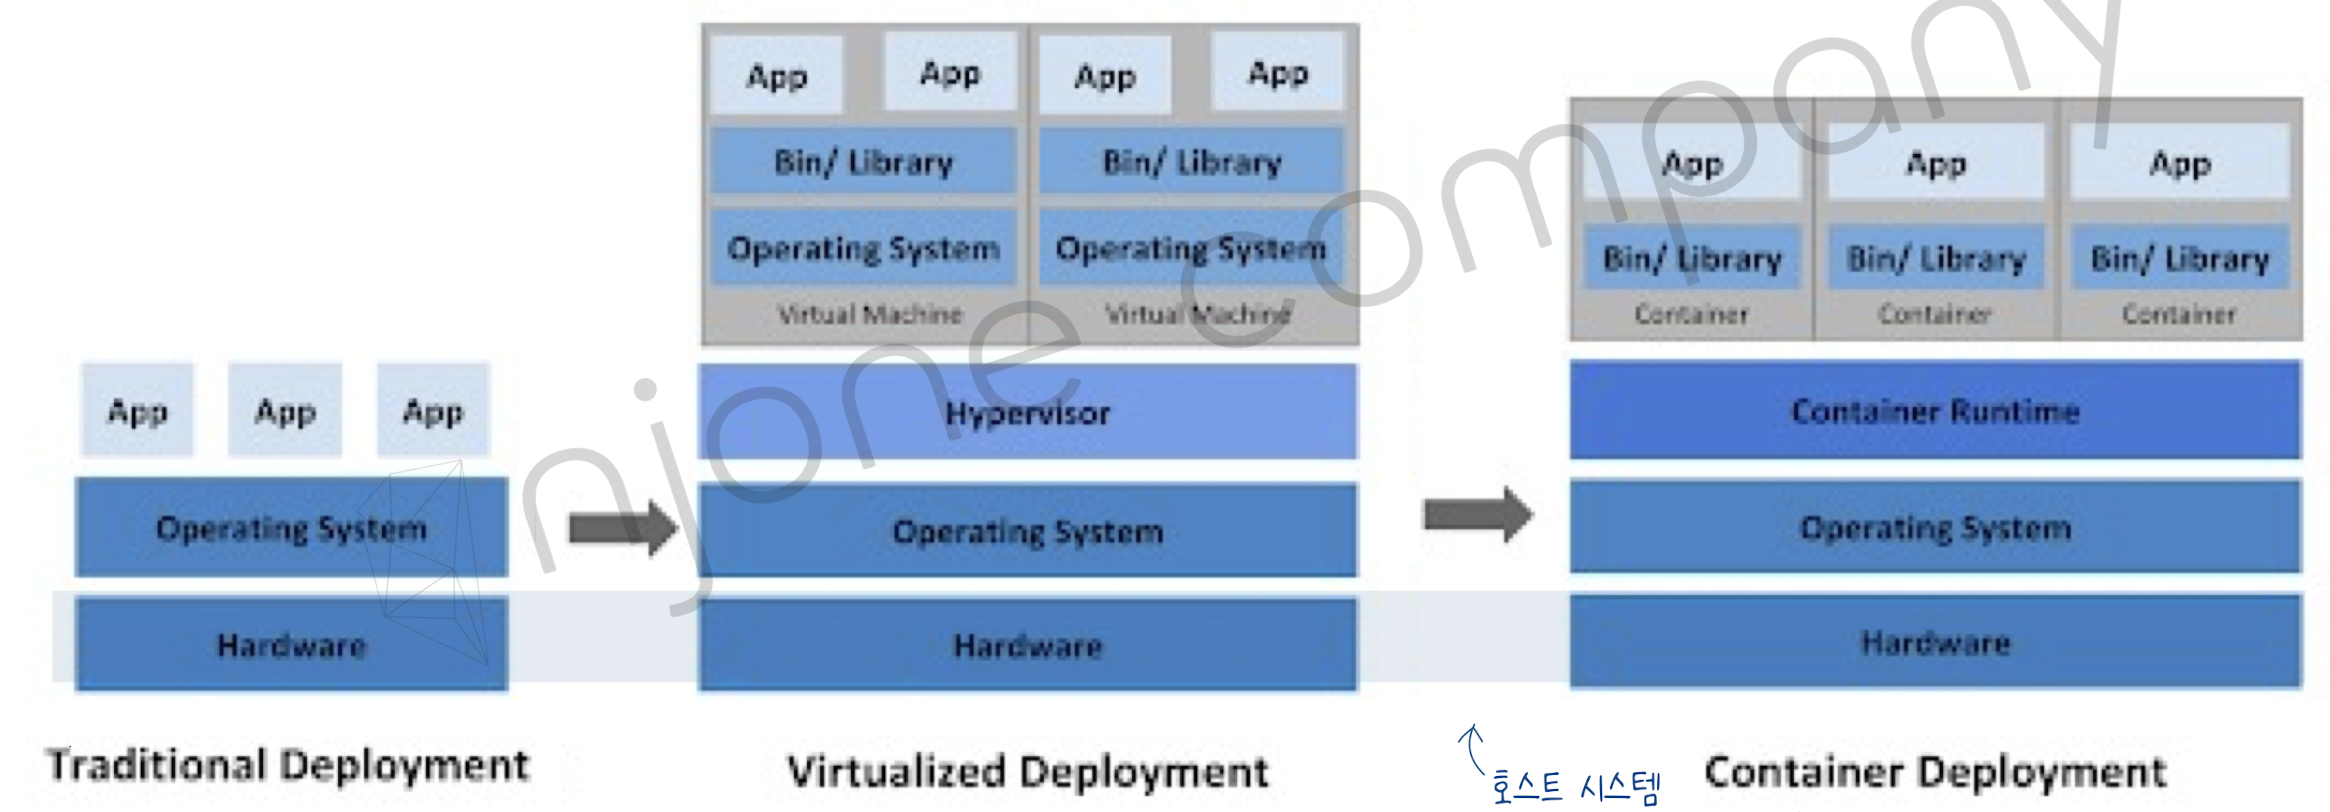 App App App
Operating System
Hardware
Traditional Deployment
App App App App
Bin/ Library Bin/ Library
Operating System Operating System
Virtual Machine Virtual Machine
Hypervisor
Operating System
Hardware
Virtualized Deployment
App App App
Bin/ Library Bin/ Library Bin/ Library
Container Container Container
Container Runtime
Operating System
Hardware
Container Deployment
호스트 시스템
njone company